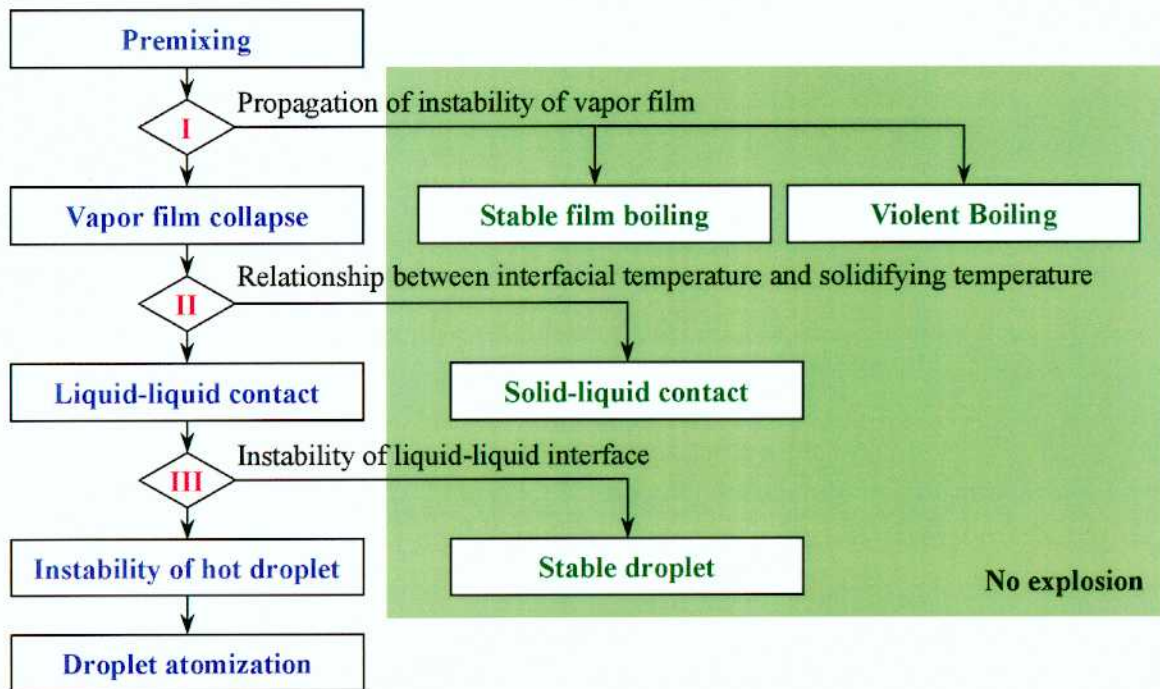 Premixing
Propagation of instability of vapor film
I
Vapor film collapse
Stable film boiling
Violent Boiling
Relationship between interfacial temperature and solidifying temperature
II
Liquid-liquid contact
Solid-liquid contact
Instability of liquid-liquid interface
III
Instability of hot droplet
Stable droplet
No explosion
Droplet atomization